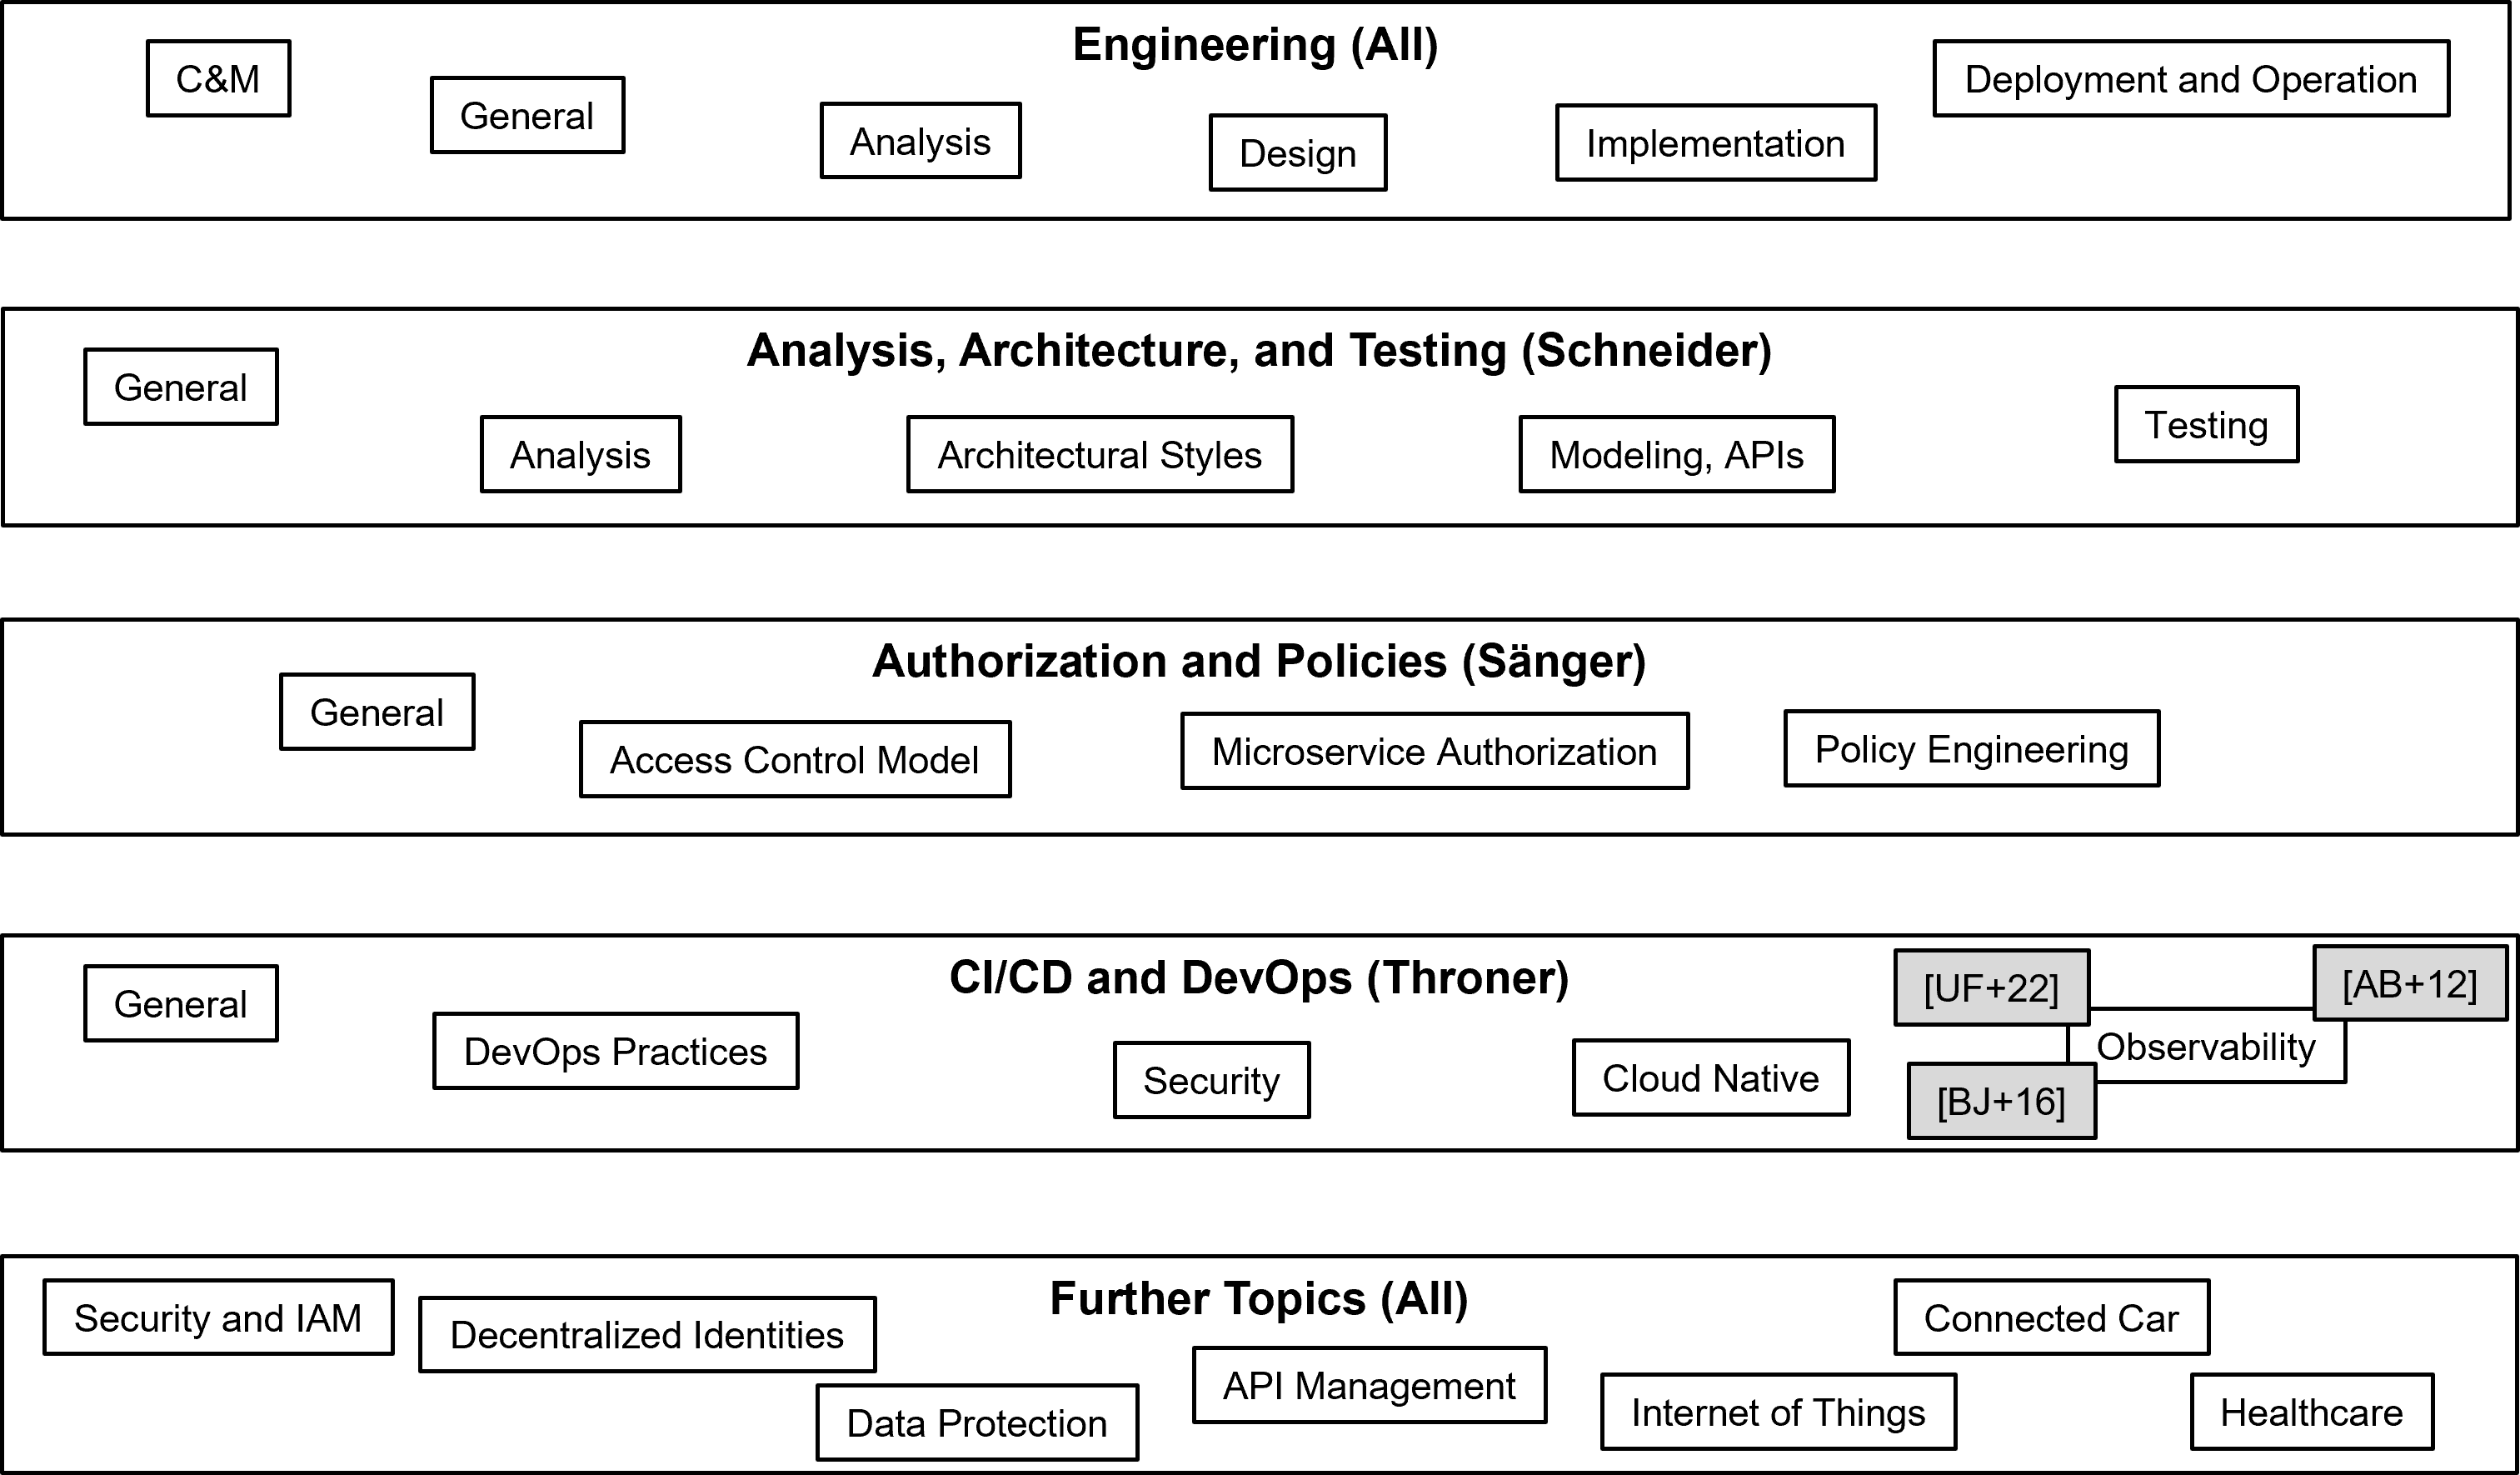 Engineering (All)
C&M
General
Analysis
Design
Implementation
Deployment and Operation
Analysis, Architecture, and Testing (Schneider)
General
Analysis
Architectural Styles
Modeling, APIs
Testing
Authorization and Policies (Sänger)
General
Access Control Model
Microservice Authorization
Policy Engineering
CI/CD and DevOps (Throner)
General
DevOps Practices
Security
Cloud Native
[UF+22]
[AB+12]
Observability
[BJ+16]
Further Topics (All)
Security and IAM
Decentralized Identities
Data Protection
API Management
Internet of Things
Connected Car
Healthcare